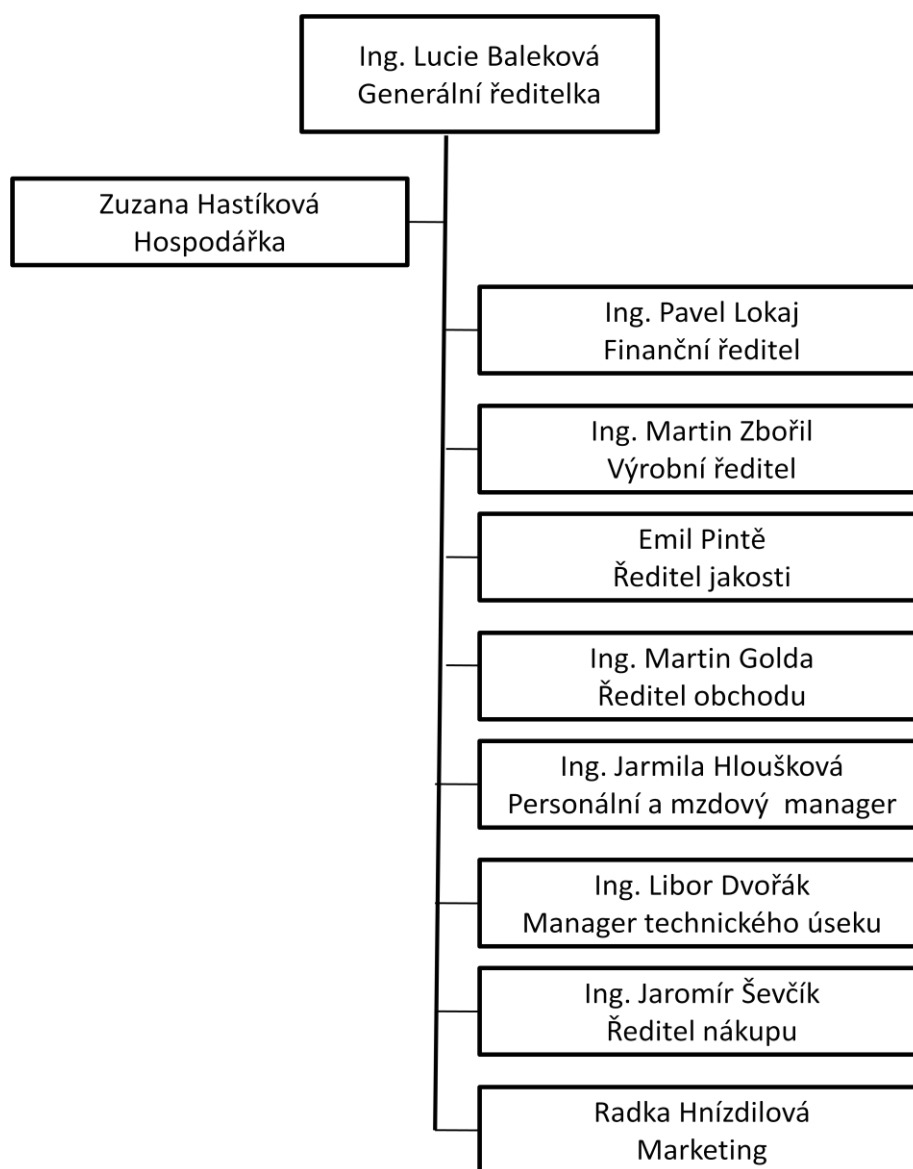 Ing. Lucie Baleková
Generální ředitelka
Zuzana Hastíková
Hospodářka
Ing. Pavel Lokaj
Finanční ředitel
Ing. Martin Zbořil
Výrobní ředitel
Emil Pintě
Ředitel jakosti
Ing. Martin Golda
Ředitel obchodu
Ing. Jarmila Hloušková
Personální a mzdový  manager
Ing. Libor Dvořák
Manager technického úseku
Ing. Jaromír Ševčík
Ředitel nákupu
Radka Hnízdilová
Marketing